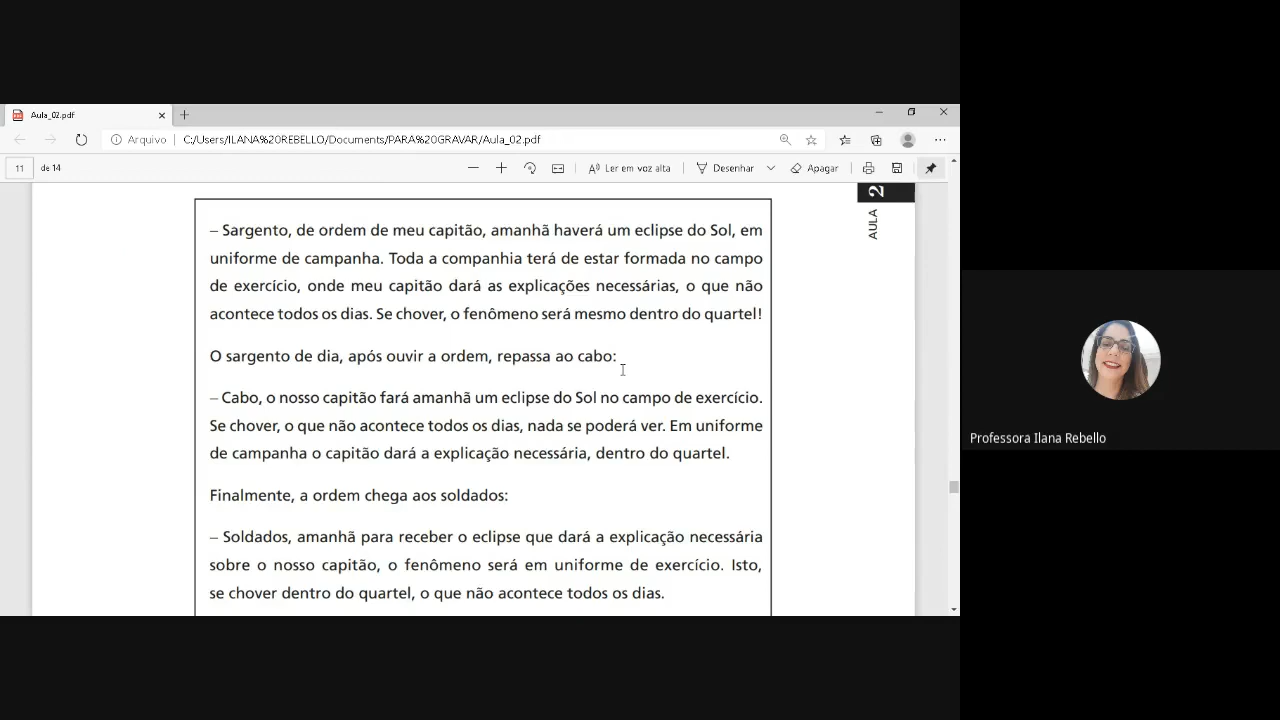 Aula_02.pdf
Arquivo
C:/Users/ILANA%20REBELLO/Documents/PARA%20GRAVAR/Aula_02.pdf
11 de 14
Ler em voz alta
Desenhar
Apagar
AULA 2
– Sargento, de ordem de meu capitão, amanhã haverá um eclipse do Sol, em
uniforme de campanha. Toda a companhia terá de estar formada no campo
de exercício, onde meu capitão dará as explicações necessárias, o que não
acontece todos os dias. Se chover, o fenômeno será mesmo dentro do quartel!
O sargento de dia, após ouvir a ordem, repassa ao cabo:
– Cabo, o nosso capitão fará amanhã um eclipse do Sol no campo de exercício.
Se chover, o que não acontece todos os dias, nada se poderá ver. Em uniforme
de campanha o capitão dará a explicação necessária, dentro do quartel.
Finalmente, a ordem chega aos soldados:
– Soldados, amanhã para receber o eclipse que dará a explicação necessária
sobre o nosso capitão, o fenômeno será em uniforme de exercício. Isto,
se chover dentro do quartel, o que não acontece todos os dias.
Professora Ilana Rebello